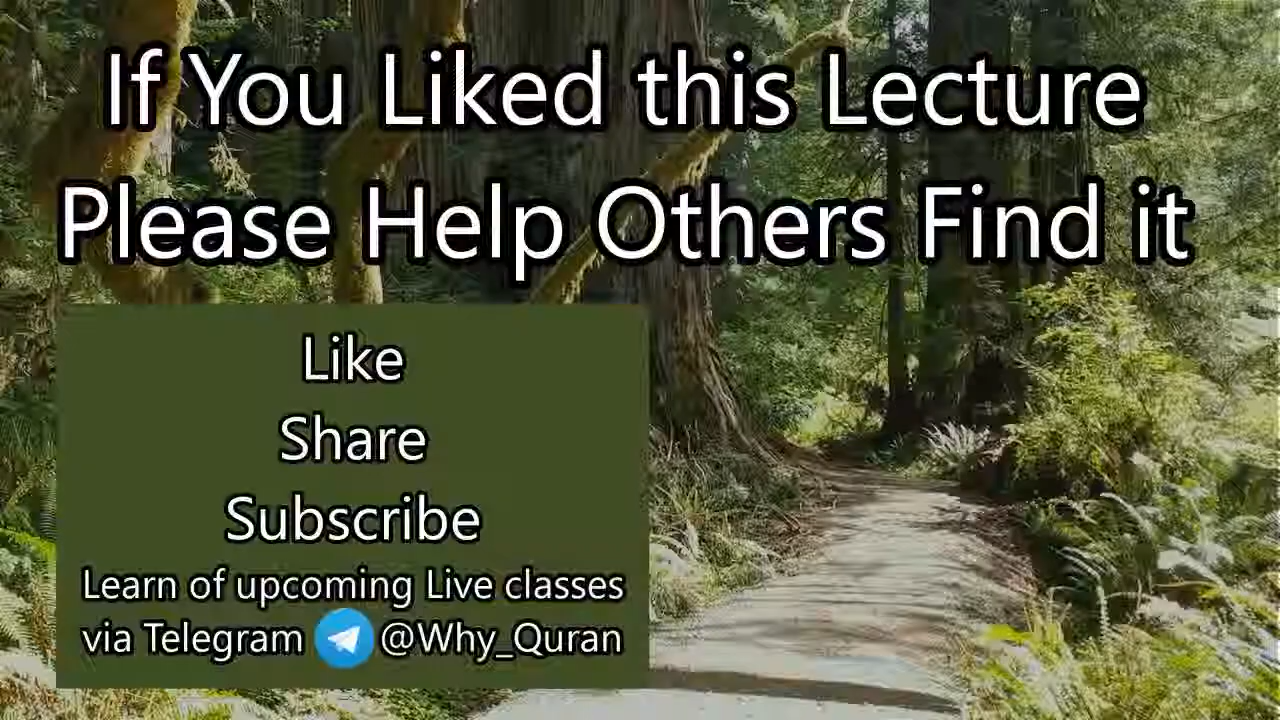 If You Liked this Lecture
Please Help Others Find it
Like
Share
Subscribe
Learn of upcoming Live classes
via Telegram @Why_Quran